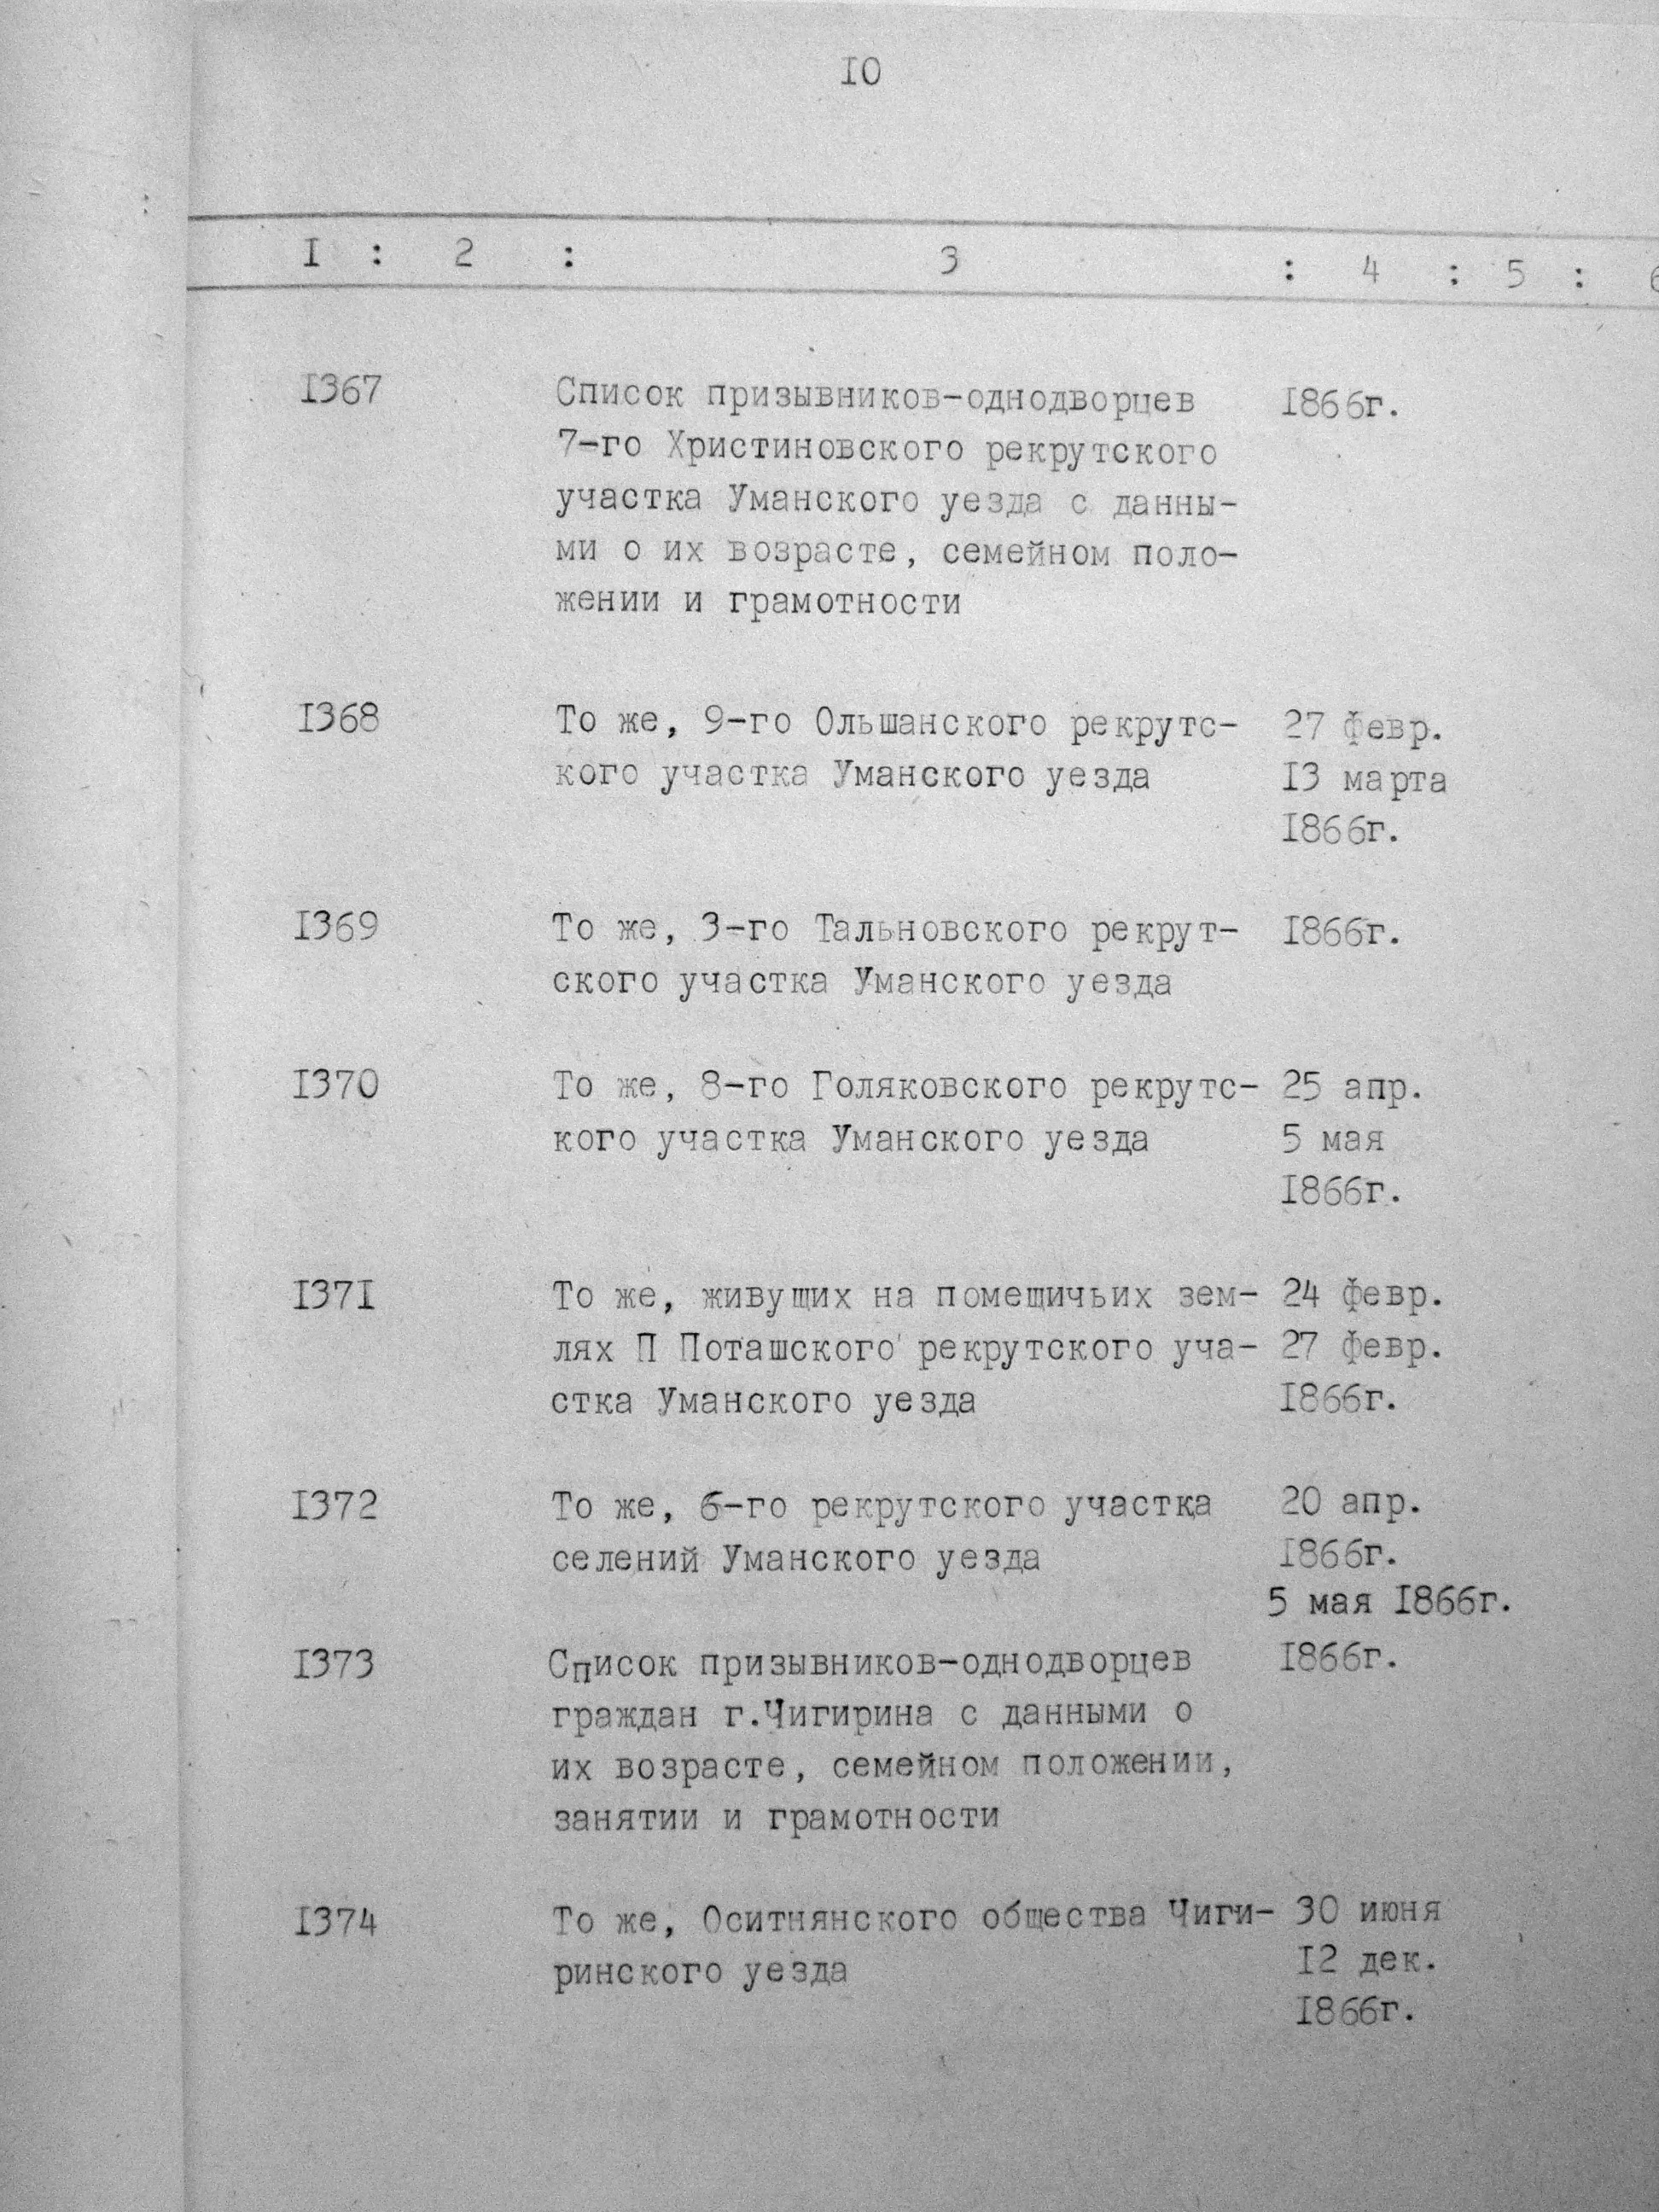 10
1 : 2 : 3 : 4 : 5 : 6
1367 Список призывников-однодворцев 1866г.
7-го Христиновского рекрутского
участка Уманского уезда с данны-
ми о их возрасте, семейном поло-
жении и грамотности
1368 То же, 9-го Ольшанского рекрутс- 27 февр.
кого участка Уманского уезда 13 марта
1866г.
1369 То же, 3-го Тальновского рекрут- 1866г.
ского участка Уманского уезда
1370 То же, 8-го Голяковского рекрутс- 25 апр.
кого участка Уманского уезда 5 мая
1866г.
1371 То же, живущих на помещичьих зем- 24 февр.
лях П Поташского рекрутского уча- 27 февр.
стка Уманского уезда 1866г.
1372 То же, 6-го рекрутского участка 20 апр.
селений Уманского уезда 1866г.
5 мая 1866г.
1373 Список призывников-однодворцев 1866г.
граждан г.Чигирина с данными о
их возрасте, семейном положении,
занятии и грамотности
1374 То же, Оситнянского общества Чиги- 30 июня
ринского уезда 12 дек.
1866г.